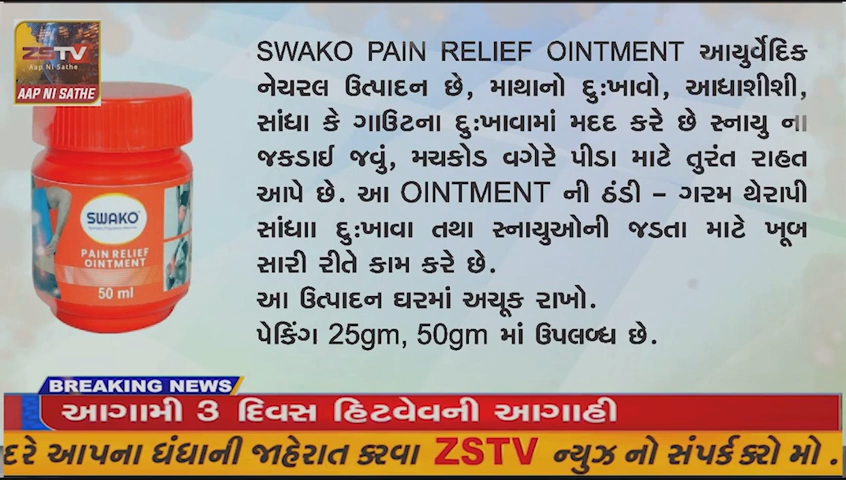 ZSTV
Aap Ni Sathe
AAP NI SATHE
SWAKO PAIN RELIEF OINTMENT આયુર્વેદિક
નેચરલ ઉત્પાદન છે, માથાનો દુઃખાવો, આધાશીશી,
સાંધા કે ગાઉટના દુઃખાવામાં મદદ કરે છે સ્નાયુ ના
જકડાઈ જવું, મચકોડ વગેરે પીડા માટે તુરંત રાહત
આપે છે. આ OINTMENT ની ઠંડી – ગરમ થેરાપી
સાંધાા દુઃખાવા તથા સ્નાયુઓની જડતા માટે ખૂબ
સારી રીતે કામ કરે છે.
આ ઉત્પાદન ઘરમાં અચૂક રાખો.
પેકિંગ 25gm, 50gm માં ઉપલબ્ધ છે.
SWAKO
PAIN RELIEF
OINTMENT
50 ml
BREAKING NEWS
આગામી 3 દિવસ હિટવેવની આગાહી
દરે આપના ધંધાની જાહેરાત કરવા ZSTV ન્યુઝ નો સંપર્ક કરો મો .